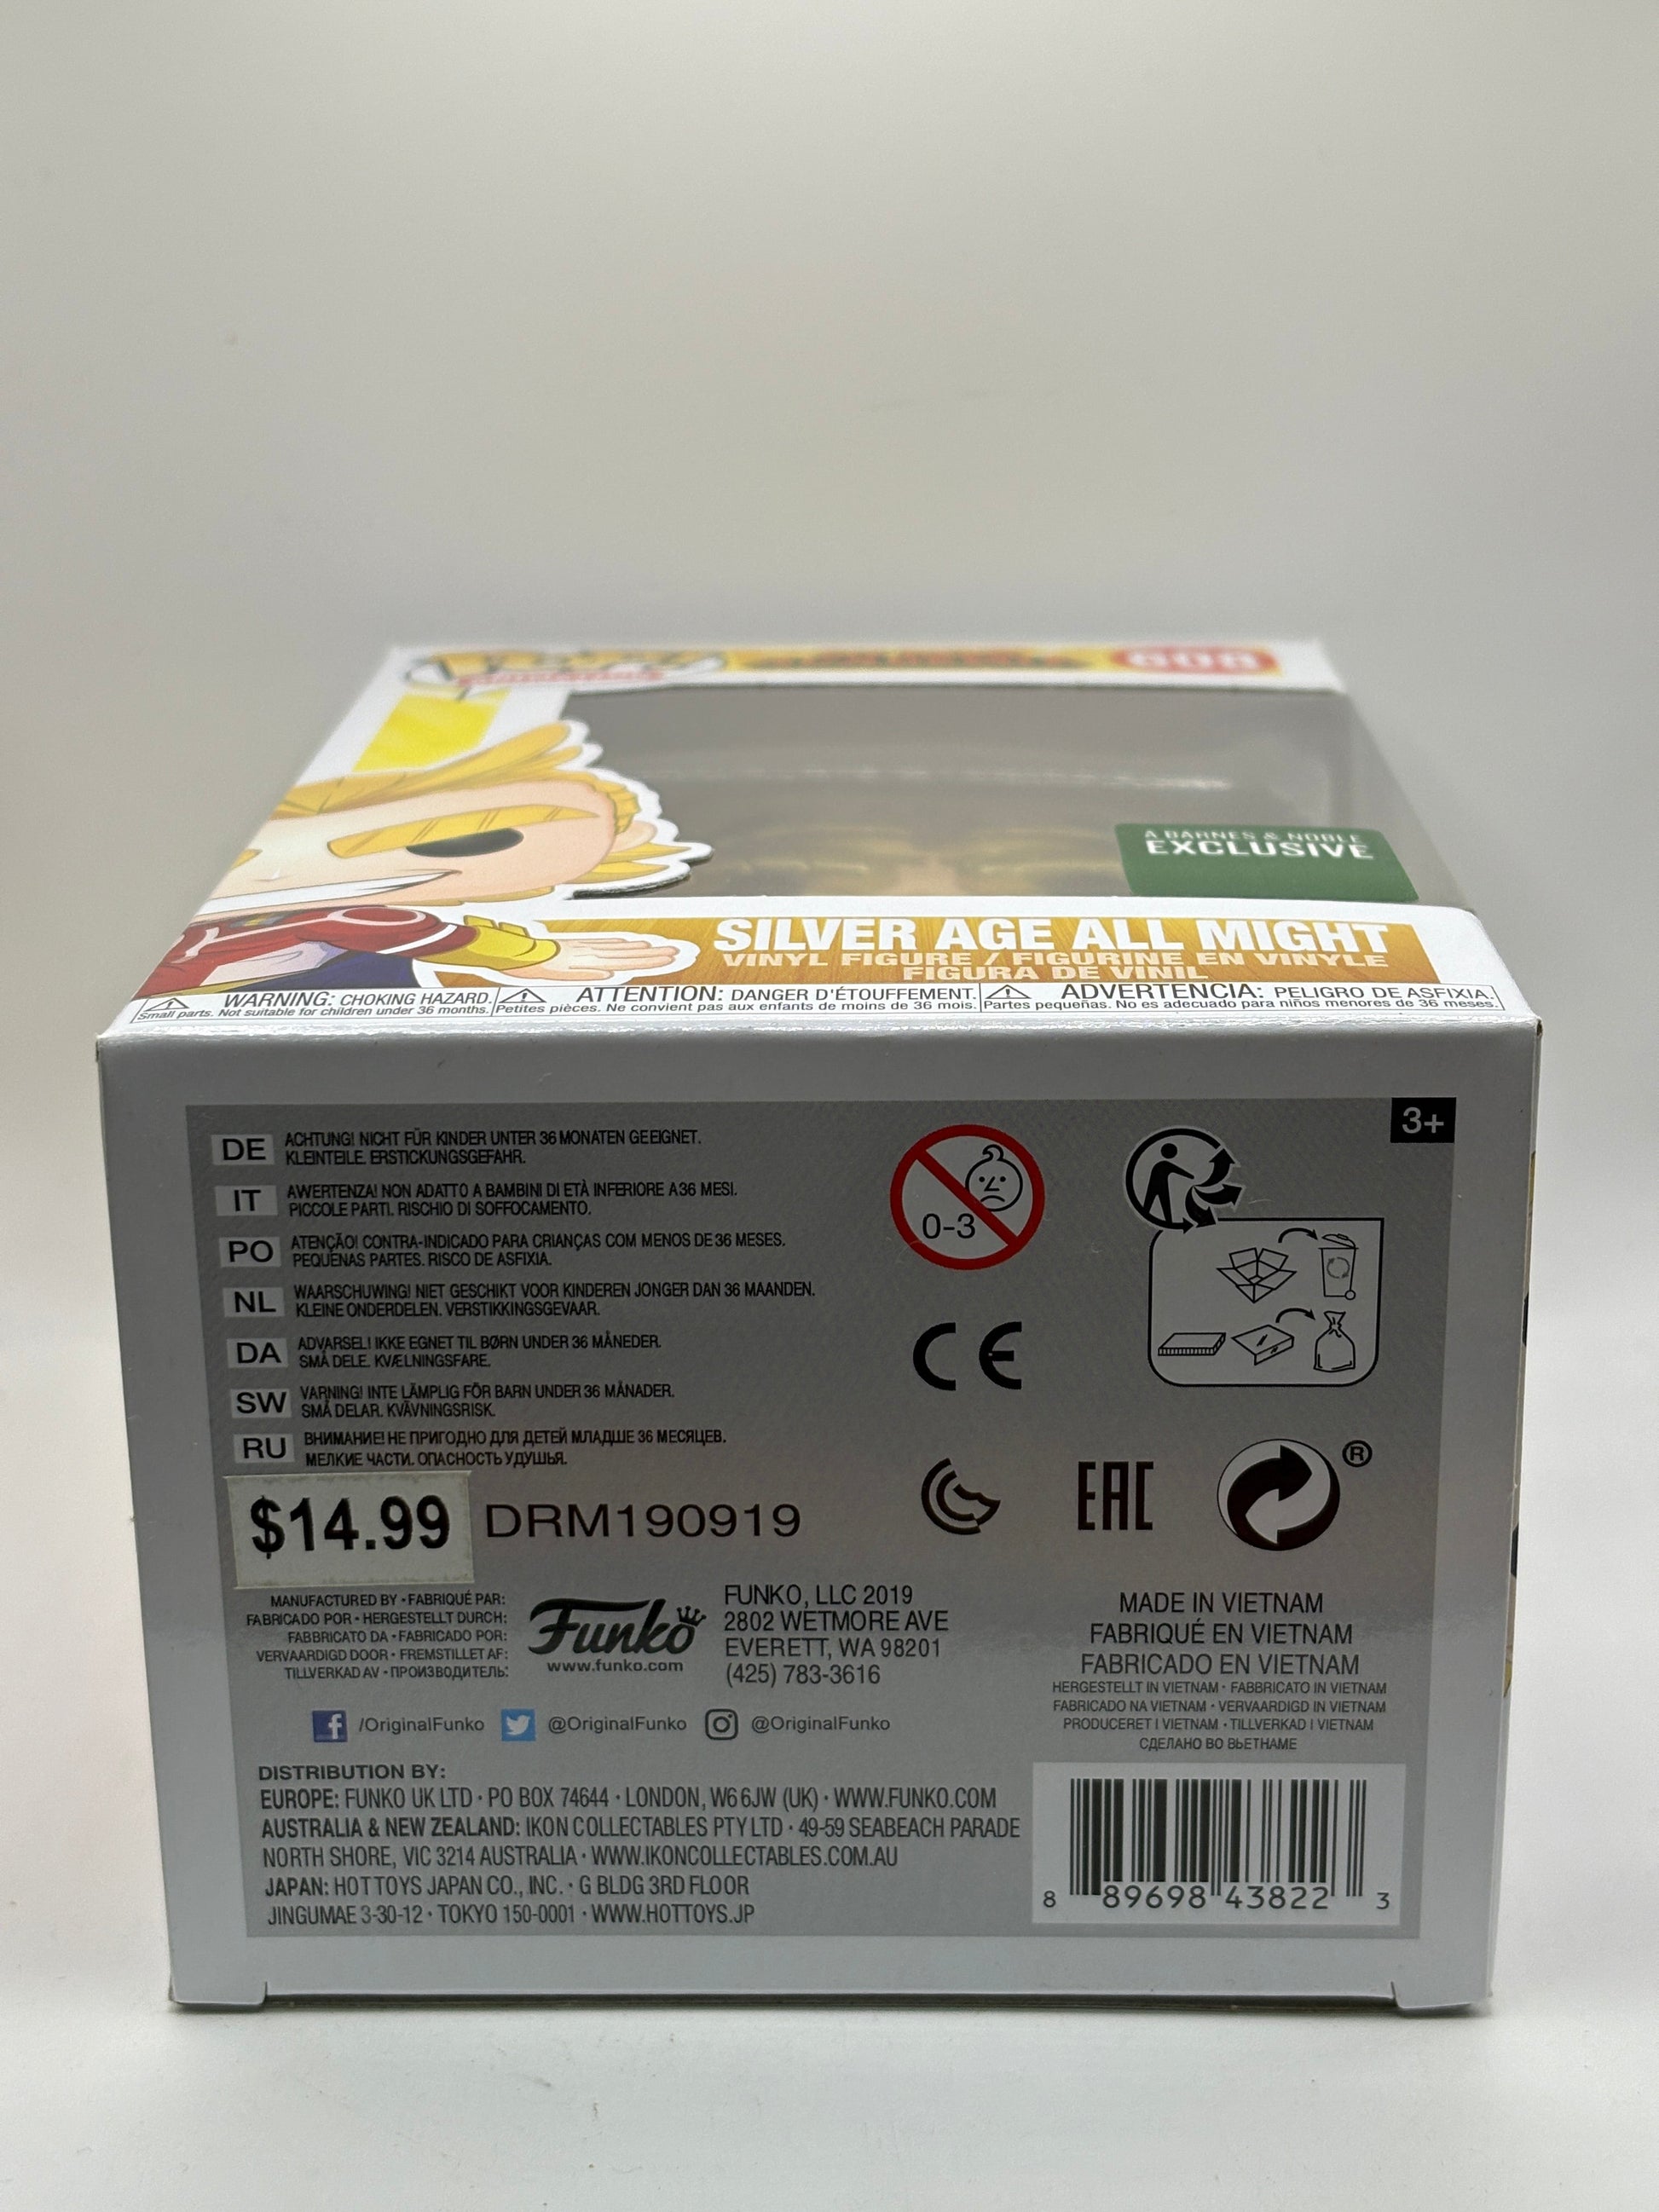 POP!
608
A BARNES & NOBLE
EXCLUSIVE
SILVER AGE ALL MIGHT
VINYL FIGURE / FIGURINE EN VINYLE
FIGURA DE VINIL
WARNING: CHOKING HAZARD.
Small parts. Not suitable for children under 36 months.
ATTENTION: DANGER D'ÉTOUFFEMENT.
Petites pièces. Ne convient pas aux enfants de moins de 36 mois.
ADVERTENCIA: PELIGRO DE ASFIXIA.
Partes pequeñas. No es adecuado para niños menores de 36 meses.
3+
DE ACHTUNG! NICHT FÜR KINDER UNTER 36 MONATEN GEEIGNET.
KLEINTEILE. ERSTICKUNGSGEFAHR.
IT AWERTENZA! NON ADATTO A BAMBINI DI ETÀ INFERIORE A 36 MESI.
PICCOLE PARTI. RISCHIO DI SOFFOCAMENTO.
PO ATENÇÃO! CONTRA-INDICADO PARA CRIANÇAS COM MENOS DE 36 MESES.
PEQUENAS PARTES. RISCO DE ASFIXIA.
NL WAARSCHUWING! NIET GESCHIKT VOOR KINDEREN JONGER DAN 36 MAANDEN.
KLEINE ONDERDELEN. VERSTIKKINGSGEVAAR.
DA ADVARSEL! IKKE EGNET TIL BØRN UNDER 36 MÅNEDER.
SMÅ DELE. KVÆLNINGSFARE.
SW VARNING! INTE LÄMPLIG FÖR BARN UNDER 36 MÅNADER.
SMÅ DELAR. KVÄVNINGSRISK.
RU ВНИМАНИЕ! НЕ ПРИГОДНО ДЛЯ ДЕТЕЙ МЛАДШЕ 36 МЕСЯЦЕВ.
МЕЛКИЕ ЧАСТИ. ОПАСНОСТЬ УДУШЬЯ.
0-3
CE
EAC
®
$14.99 DRM190919
MANUFACTURED BY • FABRIQUÉ PAR:
FABRICADO POR • HERGESTELLT DURCH:
FABBRICATO DA • FABRICADO POR:
VERVAARDIGD DOOR • FREMSTILLET AF:
TILLVERKAD AV • ПРОИЗВОДИТЕЛЬ:
Funko
www.funko.com
FUNKO, LLC 2019
2802 WETMORE AVE
EVERETT, WA 98201
(425) 783-3616
MADE IN VIETNAM
FABRIQUÉ EN VIETNAM
FABRICADO EN VIETNAM
HERGESTELLT IN VIETNAM • FABBRICATO IN VIETNAM
FABRICADO NA VIETNAM • VERVAARDIGD IN VIETNAM
PRODUCERET I VIETNAM • TILLVERKAD I VIETNAM
СДЕЛАНО ВО ВЬЕТНАМЕ
/OriginalFunko @OriginalFunko @OriginalFunko
DISTRIBUTION BY:
EUROPE: FUNKO UK LTD • PO BOX 74644 • LONDON, W6 6JW (UK) • WWW.FUNKO.COM
AUSTRALIA & NEW ZEALAND: IKON COLLECTABLES PTY LTD • 49-59 SEABEACH PARADE
NORTH SHORE, VIC 3214 AUSTRALIA • WWW.IKONCOLLECTABLES.COM.AU
JAPAN: HOT TOYS JAPAN CO., INC. • G BLDG 3RD FLOOR
JINGUMAE 3-30-12 • TOKYO 150-0001 • WWW.HOTTOYS.JP
8 89698 43822 3